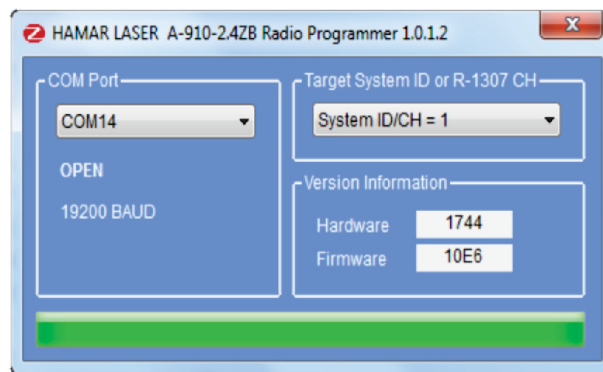 HAMAR LASER A-910-2.4ZB Radio Programmer 1.0.1.2
X
COM Port
COM14
OPEN
19200 BAUD
Target System ID or R-1307 CH
System ID/CH = 1
Version Information
Hardware 1744
Firmware 10E6